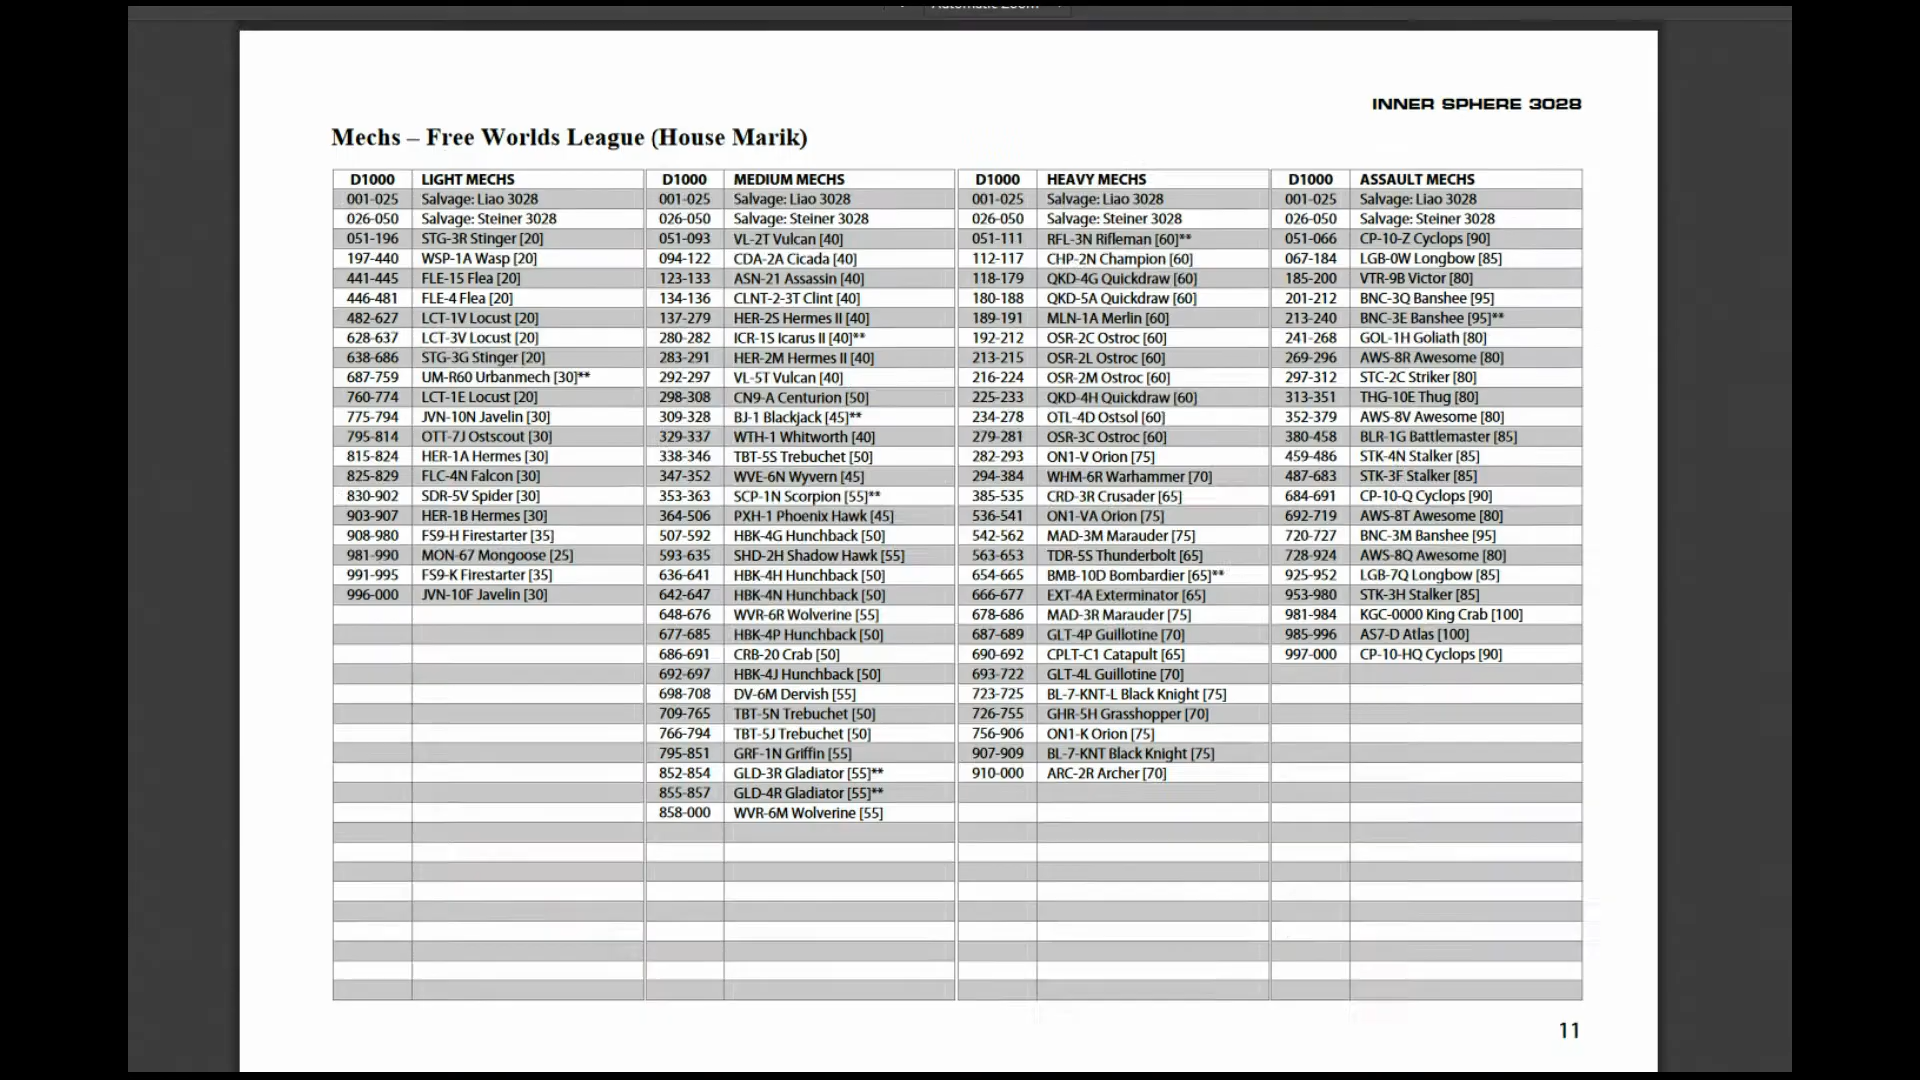 INNER SPHERE 3028
Mechs – Free Worlds League (House Marik)
D1000 LIGHT MECHS D1000 MEDIUM MECHS D1000 HEAVY MECHS D1000 ASSAULT MECHS
001-025 Salvage: Liao 3028 001-025 Salvage: Liao 3028 001-025 Salvage: Liao 3028 001-025 Salvage: Liao 3028
026-050 Salvage: Steiner 3028 026-050 Salvage: Steiner 3028 026-050 Salvage: Steiner 3028 026-050 Salvage: Steiner 3028
051-196 STG-3R Stinger [20] 051-093 VL-2T Vulcan [40] 051-111 RFL-3N Rifleman [60]** 051-066 CP-10-Z Cyclops [90]
197-440 WSP-1A Wasp [20] 094-122 CDA-2A Cicada [40] 112-117 CHP-2N Champion [60] 067-184 LGB-0W Longbow [85]
441-445 FLE-15 Flea [20] 123-133 ASN-21 Assassin [40] 118-179 QKD-4G Quickdraw [60] 185-200 VTR-9B Victor [80]
446-481 FLE-4 Flea [20] 134-136 CLNT-2-3T Clint [40] 180-188 QKD-5A Quickdraw [60] 201-212 BNC-3Q Banshee [95]
482-627 LCT-1V Locust [20] 137-279 HER-2S Hermes II [40] 189-191 MLN-1A Merlin [60] 213-240 BNC-3E Banshee [95]**
628-637 LCT-3V Locust [20] 280-282 ICR-1S Icarus II [40]** 192-212 OSR-2C Ostroc [60] 241-268 GOL-1H Goliath [80]
638-686 STG-3G Stinger [20] 283-291 HER-2M Hermes II [40] 213-215 OSR-2L Ostroc [60] 269-296 AWS-8R Awesome [80]
687-759 UM-R60 Urbanmech [30]** 292-297 VL-5T Vulcan [40] 216-224 OSR-2M Ostroc [60] 297-312 STC-2C Striker [80]
760-774 LCT-1E Locust [20] 298-308 CN9-A Centurion [50] 225-233 QKD-4H Quickdraw [60] 313-351 THG-10E Thug [80]
775-794 JVN-10N Javelin [30] 309-328 BJ-1 Blackjack [45]** 234-278 OTL-4D Ostsol [60] 352-379 AWS-8V Awesome [80]
795-814 OTT-7J Ostscout [30] 329-337 WTH-1 Whitworth [40] 279-281 OSR-3C Ostroc [60] 380-458 BLR-1G Battlemaster [85]
815-824 HER-1A Hermes [30] 338-346 TBT-5S Trebuchet [50] 282-293 ON1-V Orion [75] 459-486 STK-4N Stalker [85]
825-829 FLC-4N Falcon [30] 347-352 WVE-6N Wyvern [45] 294-384 WHM-6R Warhammer [70] 487-683 STK-3F Stalker [85]
830-902 SDR-5V Spider [30] 353-363 SCP-1N Scorpion [55]** 385-535 CRD-3R Crusader [65] 684-691 CP-10-Q Cyclops [90]
903-907 HER-1B Hermes [30] 364-506 PXH-1 Phoenix Hawk [45] 536-541 ON1-VA Orion [75] 692-719 AWS-8T Awesome [80]
908-980 FS9-H Firestarter [35] 507-592 HBK-4G Hunchback [50] 542-562 MAD-3M Marauder [75] 720-727 BNC-3M Banshee [95]
981-990 MON-67 Mongoose [25] 593-635 SHD-2H Shadow Hawk [55] 563-653 TDR-5S Thunderbolt [65] 728-924 AWS-8Q Awesome [80]
991-995 FS9-K Firestarter [35] 636-641 HBK-4H Hunchback [50] 654-665 BMB-10D Bombardier [65]** 925-952 LGB-7Q Longbow [85]
996-000 JVN-10F Javelin [30] 642-647 HBK-4N Hunchback [50] 666-677 EXT-4A Exterminator [65] 953-980 STK-3H Stalker [85]
648-676 WVR-6R Wolverine [55] 678-686 MAD-3R Marauder [75] 981-984 KGC-0000 King Crab [100]
677-685 HBK-4P Hunchback [50] 687-689 GLT-4P Guillotine [70] 985-996 AS7-D Atlas [100]
686-691 CRB-20 Crab [50] 690-692 CPLT-C1 Catapult [65] 997-000 CP-10-HQ Cyclops [90]
692-697 HBK-4J Hunchback [50] 693-722 GLT-4L Guillotine [70]
698-708 DV-6M Dervish [55] 723-725 BL-7-KNT-L Black Knight [75]
709-765 TBT-5N Trebuchet [50] 726-755 GHR-5H Grasshopper [70]
766-794 TBT-5J Trebuchet [50] 756-906 ON1-K Orion [75]
795-851 GRF-1N Griffin [55] 907-909 BL-7-KNT Black Knight [75]
852-854 GLD-3R Gladiator [55]** 910-000 ARC-2R Archer [70]
855-857 GLD-4R Gladiator [55]**
858-000 WVR-6M Wolverine [55]
11